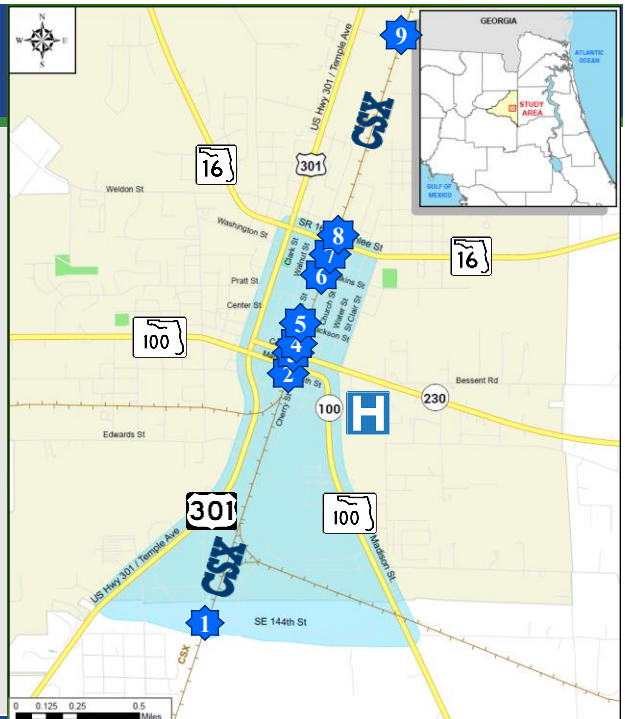 N
W
E
S
9
GEORGIA
ATLANTIC
OCEAN
STUDY
AREA
GULF OF
MEXICO
US Hwy 301 / Temple Ave
CSX
16
301
Weldon St
Washington St
SR 16
8
16
Clark St
Walnut St
7
6
Pratt St
Center St
Church St
Water St
St Clair St
5
100
4
2
Bessent Rd
230
100
H
Cherry St
Edwards St
301
100
US Hwy 301 / Temple Ave
CSX
Madison St
1
SE 144th St
CSX
0 0.125 0.25 0.5
Miles